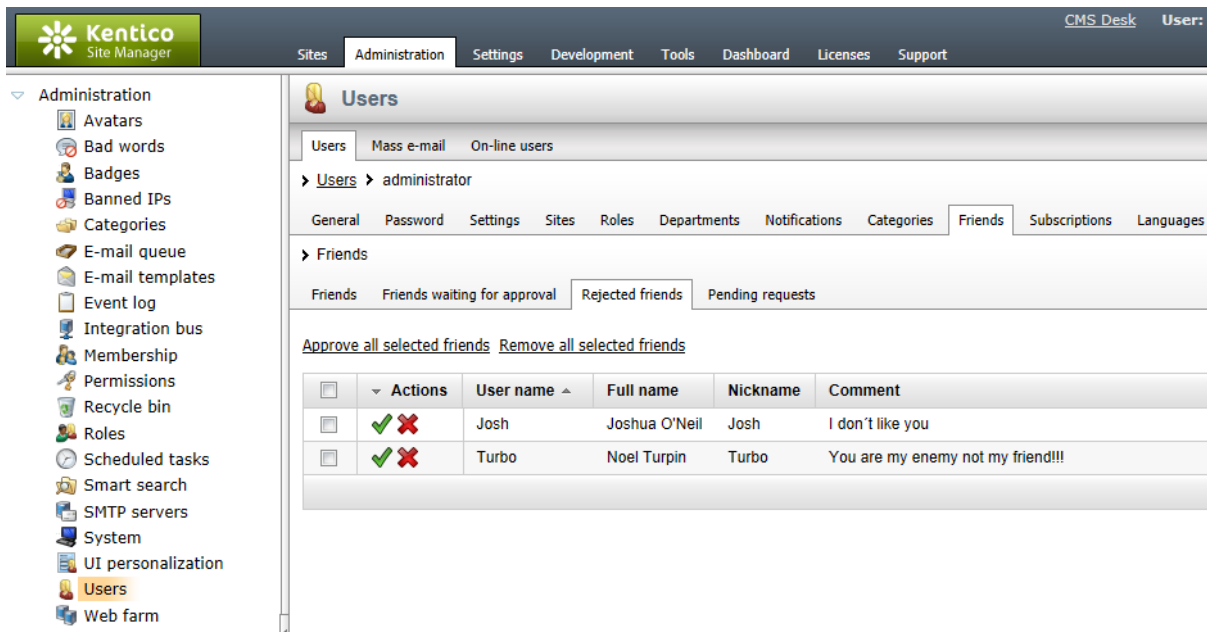 CMS Desk User:
Kentico
Site Manager
Sites Administration Settings Development Tools Dashboard Licenses Support
Administration
Avatars
Bad words
Badges
Banned IPs
Categories
E-mail queue
E-mail templates
Event log
Integration bus
Membership
Permissions
Recycle bin
Roles
Scheduled tasks
Smart search
SMTP servers
System
UI personalization
Users
Web farm
Users
Users Mass e-mail On-line users
Users administrator
General Password Settings Sites Roles Departments Notifications Categories Friends Subscriptions Languages
Friends
Friends Friends waiting for approval Rejected friends Pending requests
Approve all selected friends Remove all selected friends
Actions User name Full name Nickname Comment
Josh Joshua O'Neil Josh I don´t like you
Turbo Noel Turpin Turbo You are my enemy not my friend!!!